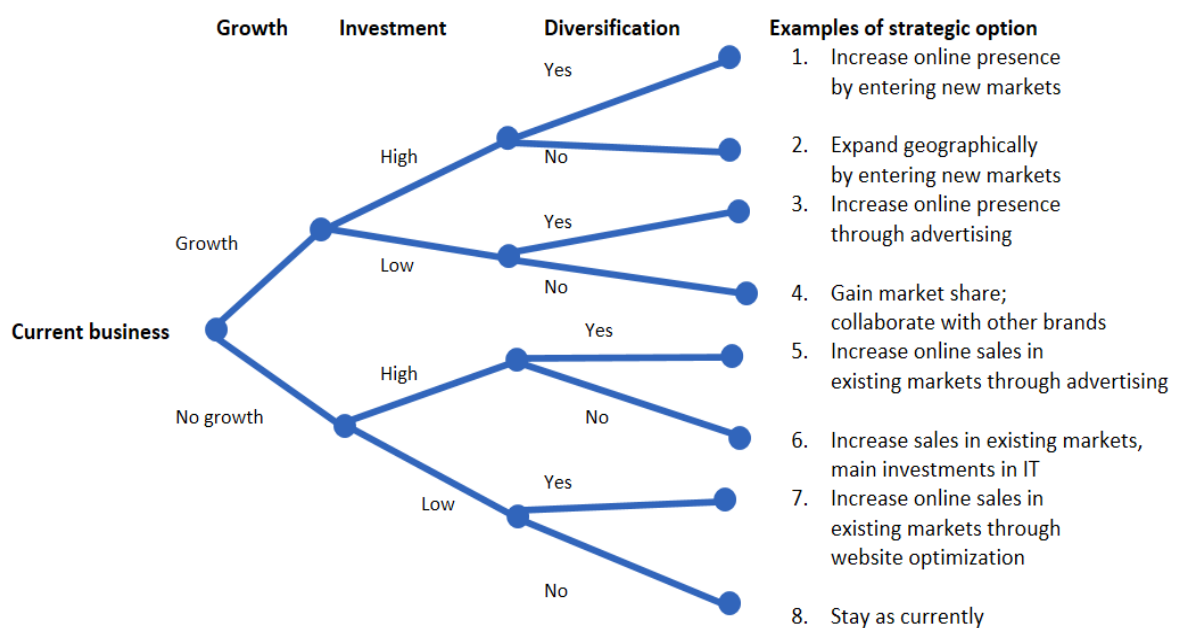 Growth Investment Diversification Examples of strategic option
Yes
1. Increase online presence
by entering new markets
High
No
2. Expand geographically
by entering new markets
Growth
Yes
3. Increase online presence
through advertising
Low
No
4. Gain market share;
collaborate with other brands
Current business
Yes
5. Increase online sales in
existing markets through advertising
High
No growth
No
6. Increase sales in existing markets,
main investments in IT
Yes
7. Increase online sales in
existing markets through
website optimization
Low
No
8. Stay as currently